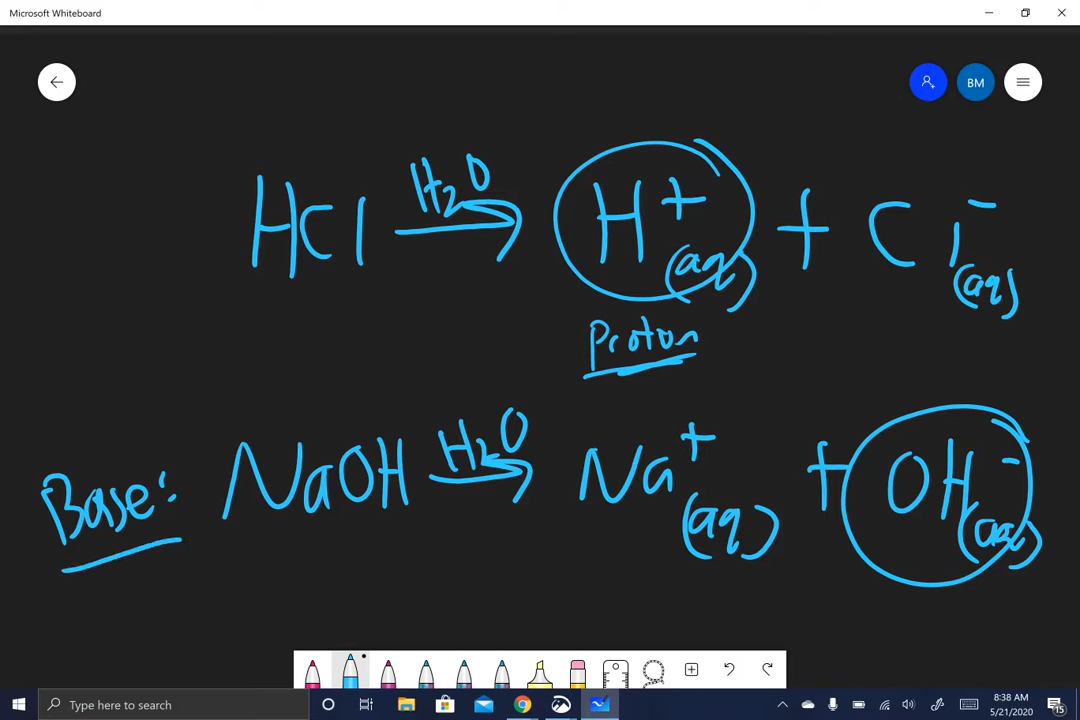 Microsoft Whiteboard
BM
HCl H2O → H+ (aq) + Cl- (aq)
Proton
Base: NaOH H2O → Na+ (aq) + OH- (aq)
Type here to search
8:38 AM
5/21/2020
15